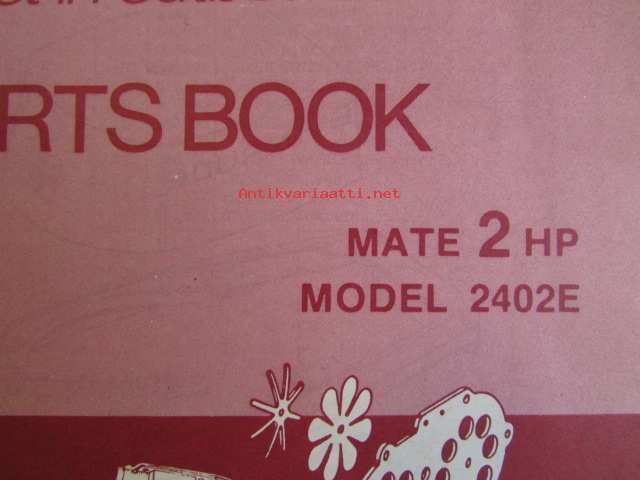 RTS BOOK
Antikvariaatti.net
MATE 2 HP
MODEL 2402E